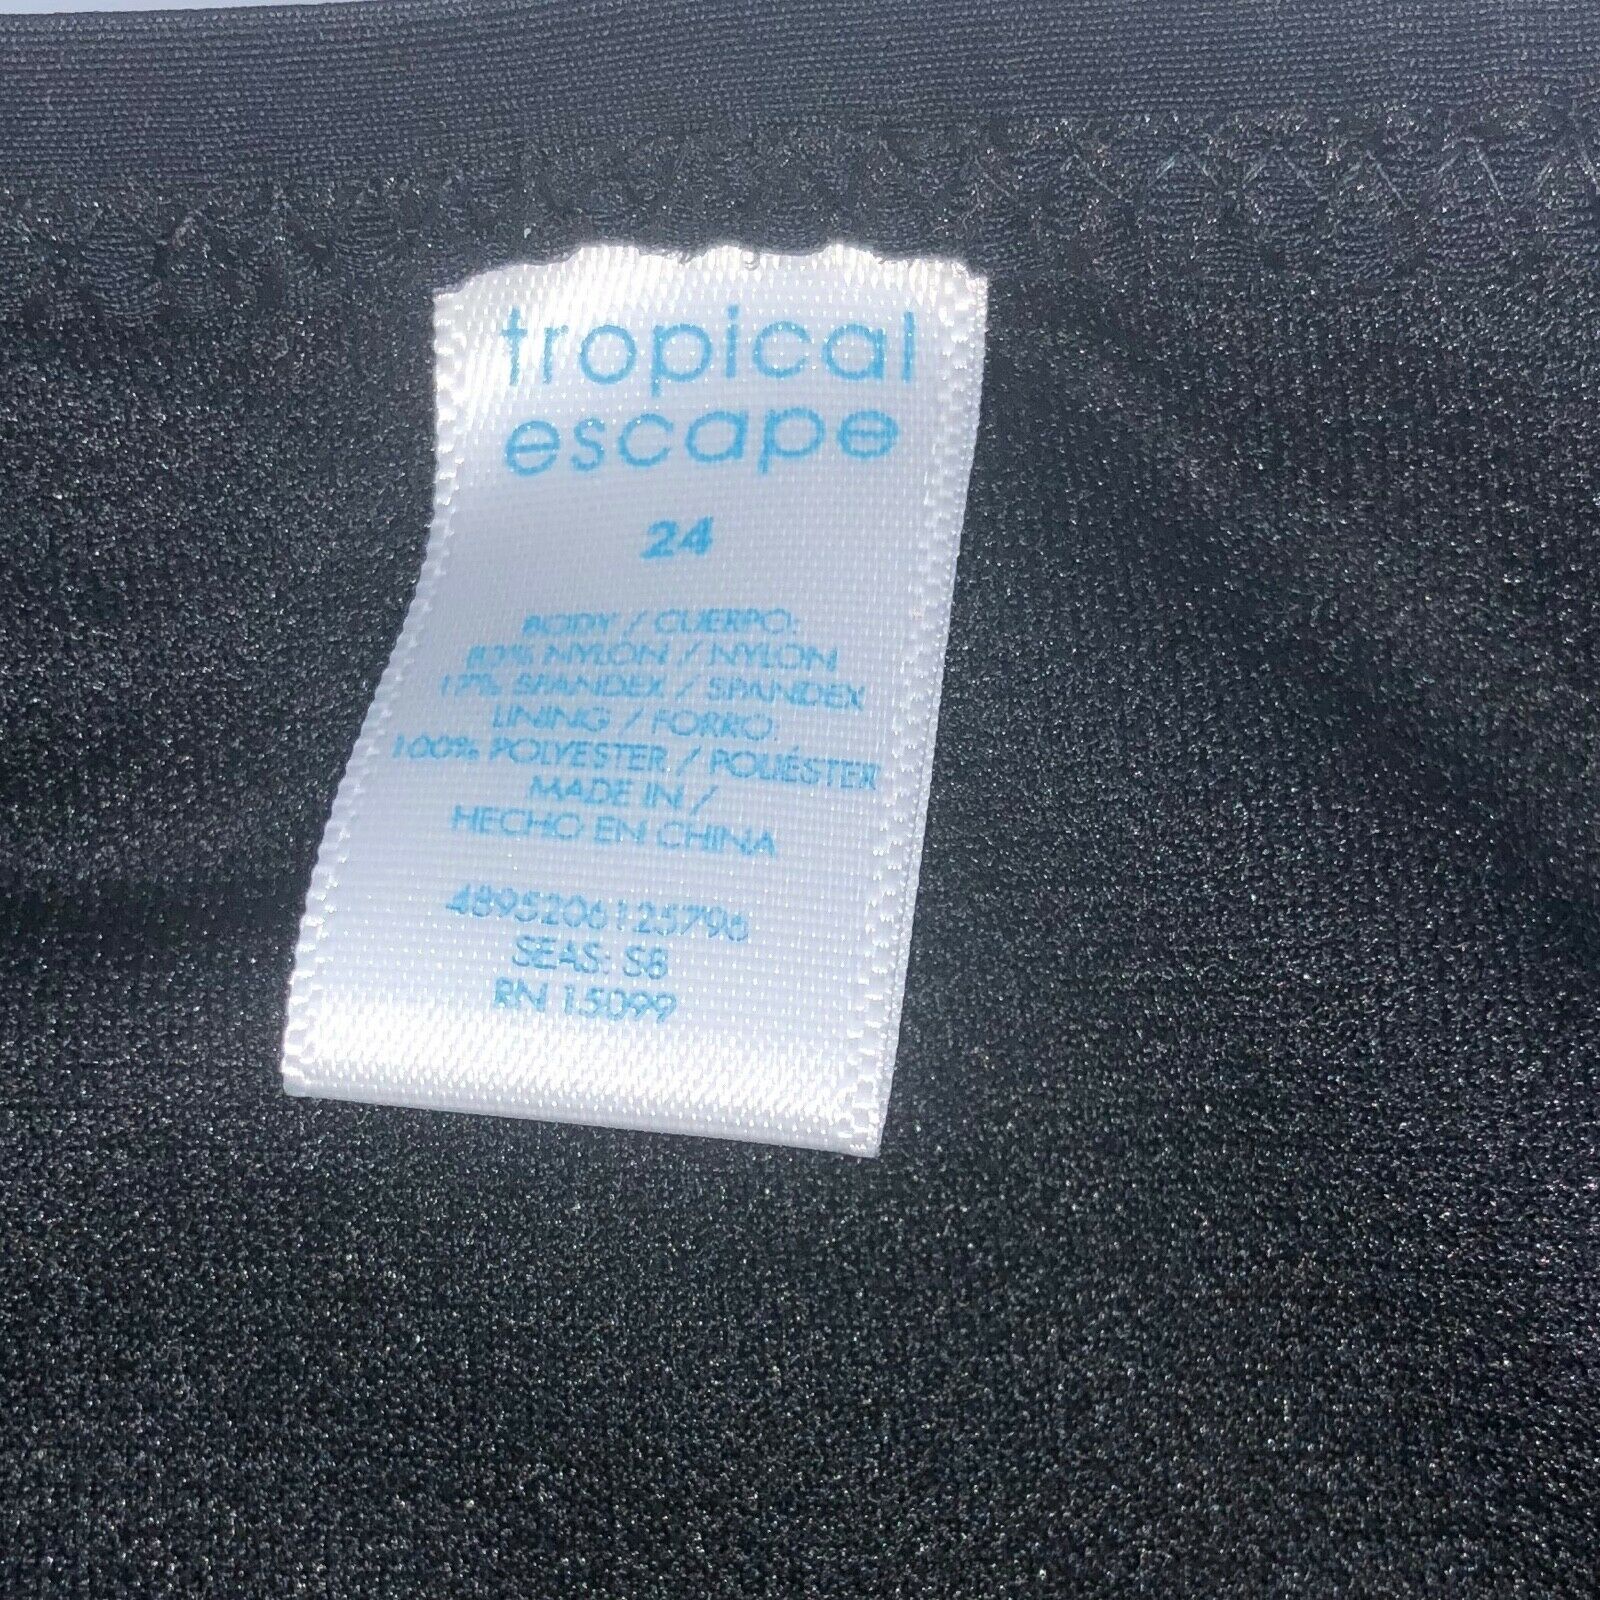 tropical
escape
24
BODY / CUERPO:
NYLON / NYLON
SPANDEX / SPANDEX
LINING / FORRO:
100% POLYESTER / POLIÉSTER
MADE IN /
HECHO EN CHINA
4895206125796
SEAS: S8
RN 15099